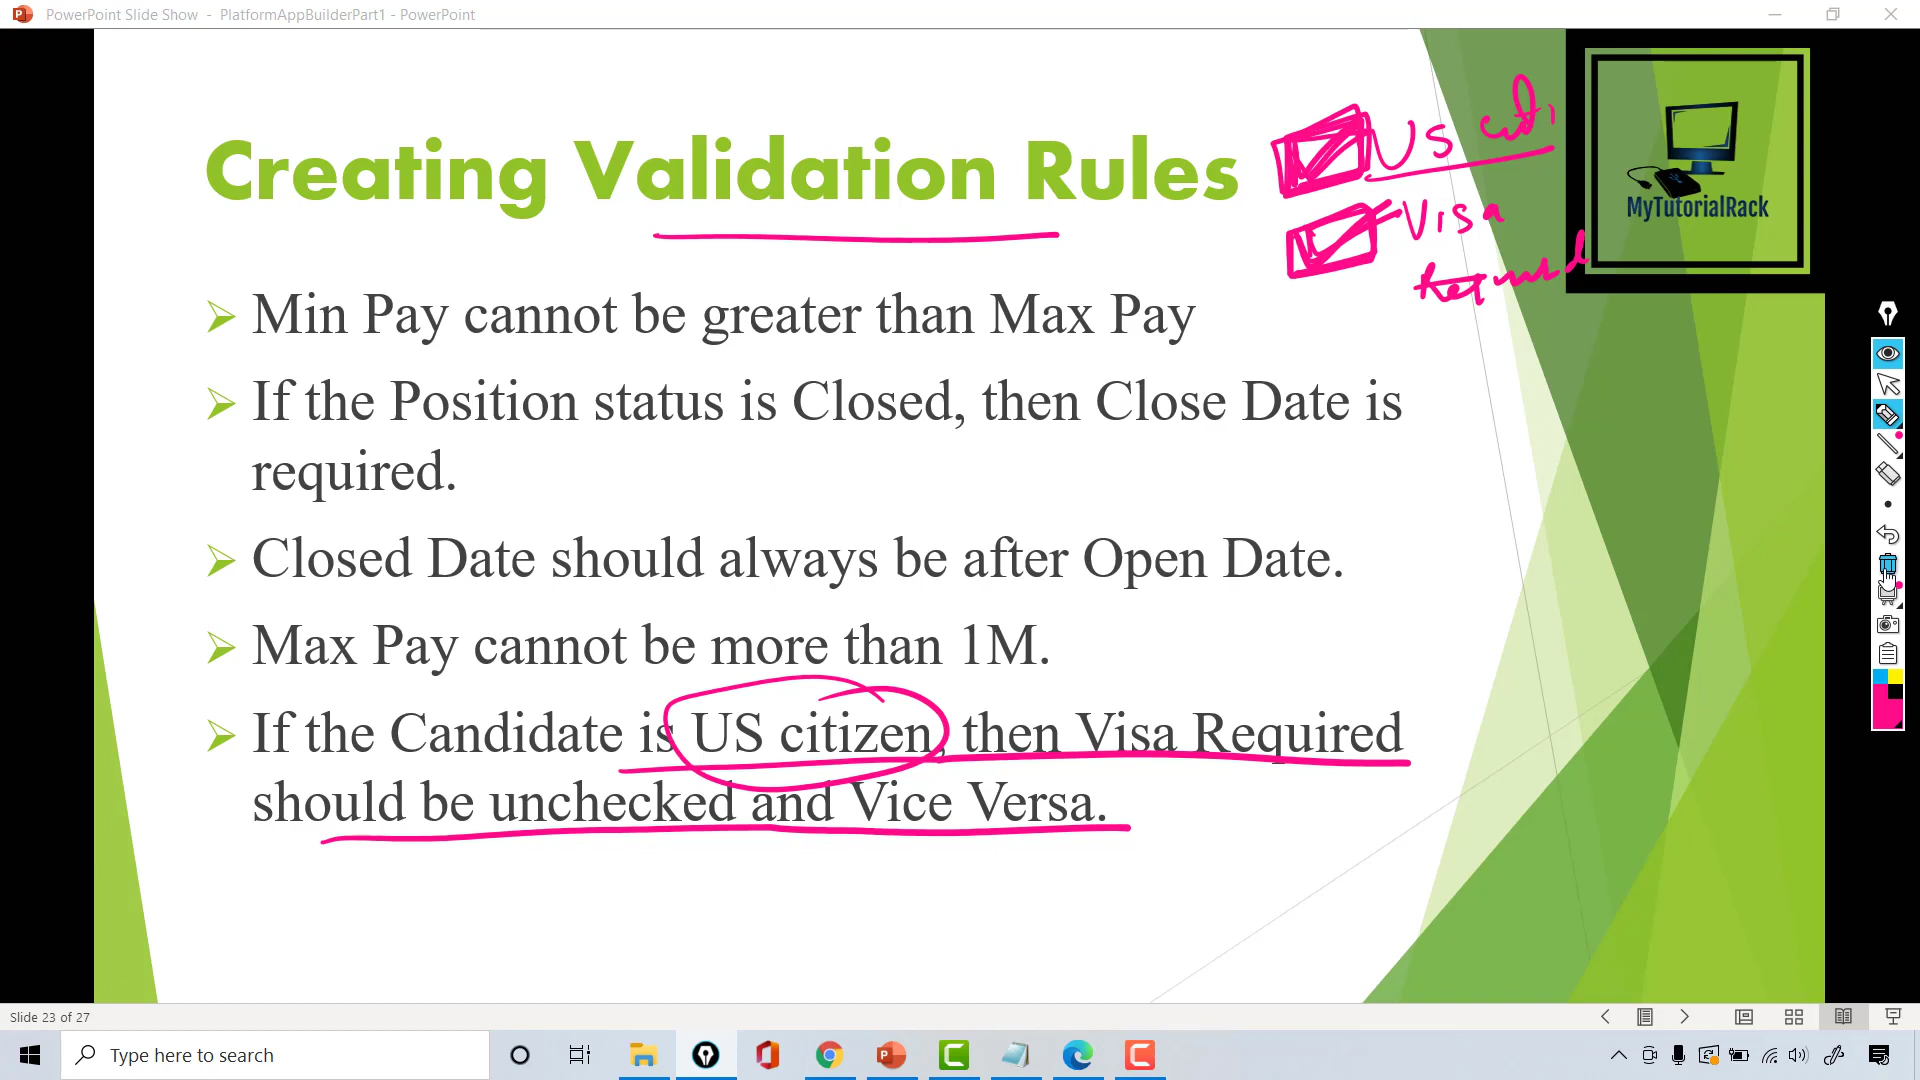 PowerPoint Slide Show - PlatformAppBuilderPart1 - PowerPoint
Creating Validation Rules
US
Visa
MyTutorialRack
Min Pay cannot be greater than Max Pay
If the Position status is Closed, then Close Date is
required.
Closed Date should always be after Open Date.
Max Pay cannot be more than 1M.
If the Candidate is US citizen, then Visa Required
should be unchecked and Vice Versa.
Slide 23 of 27
Type here to search